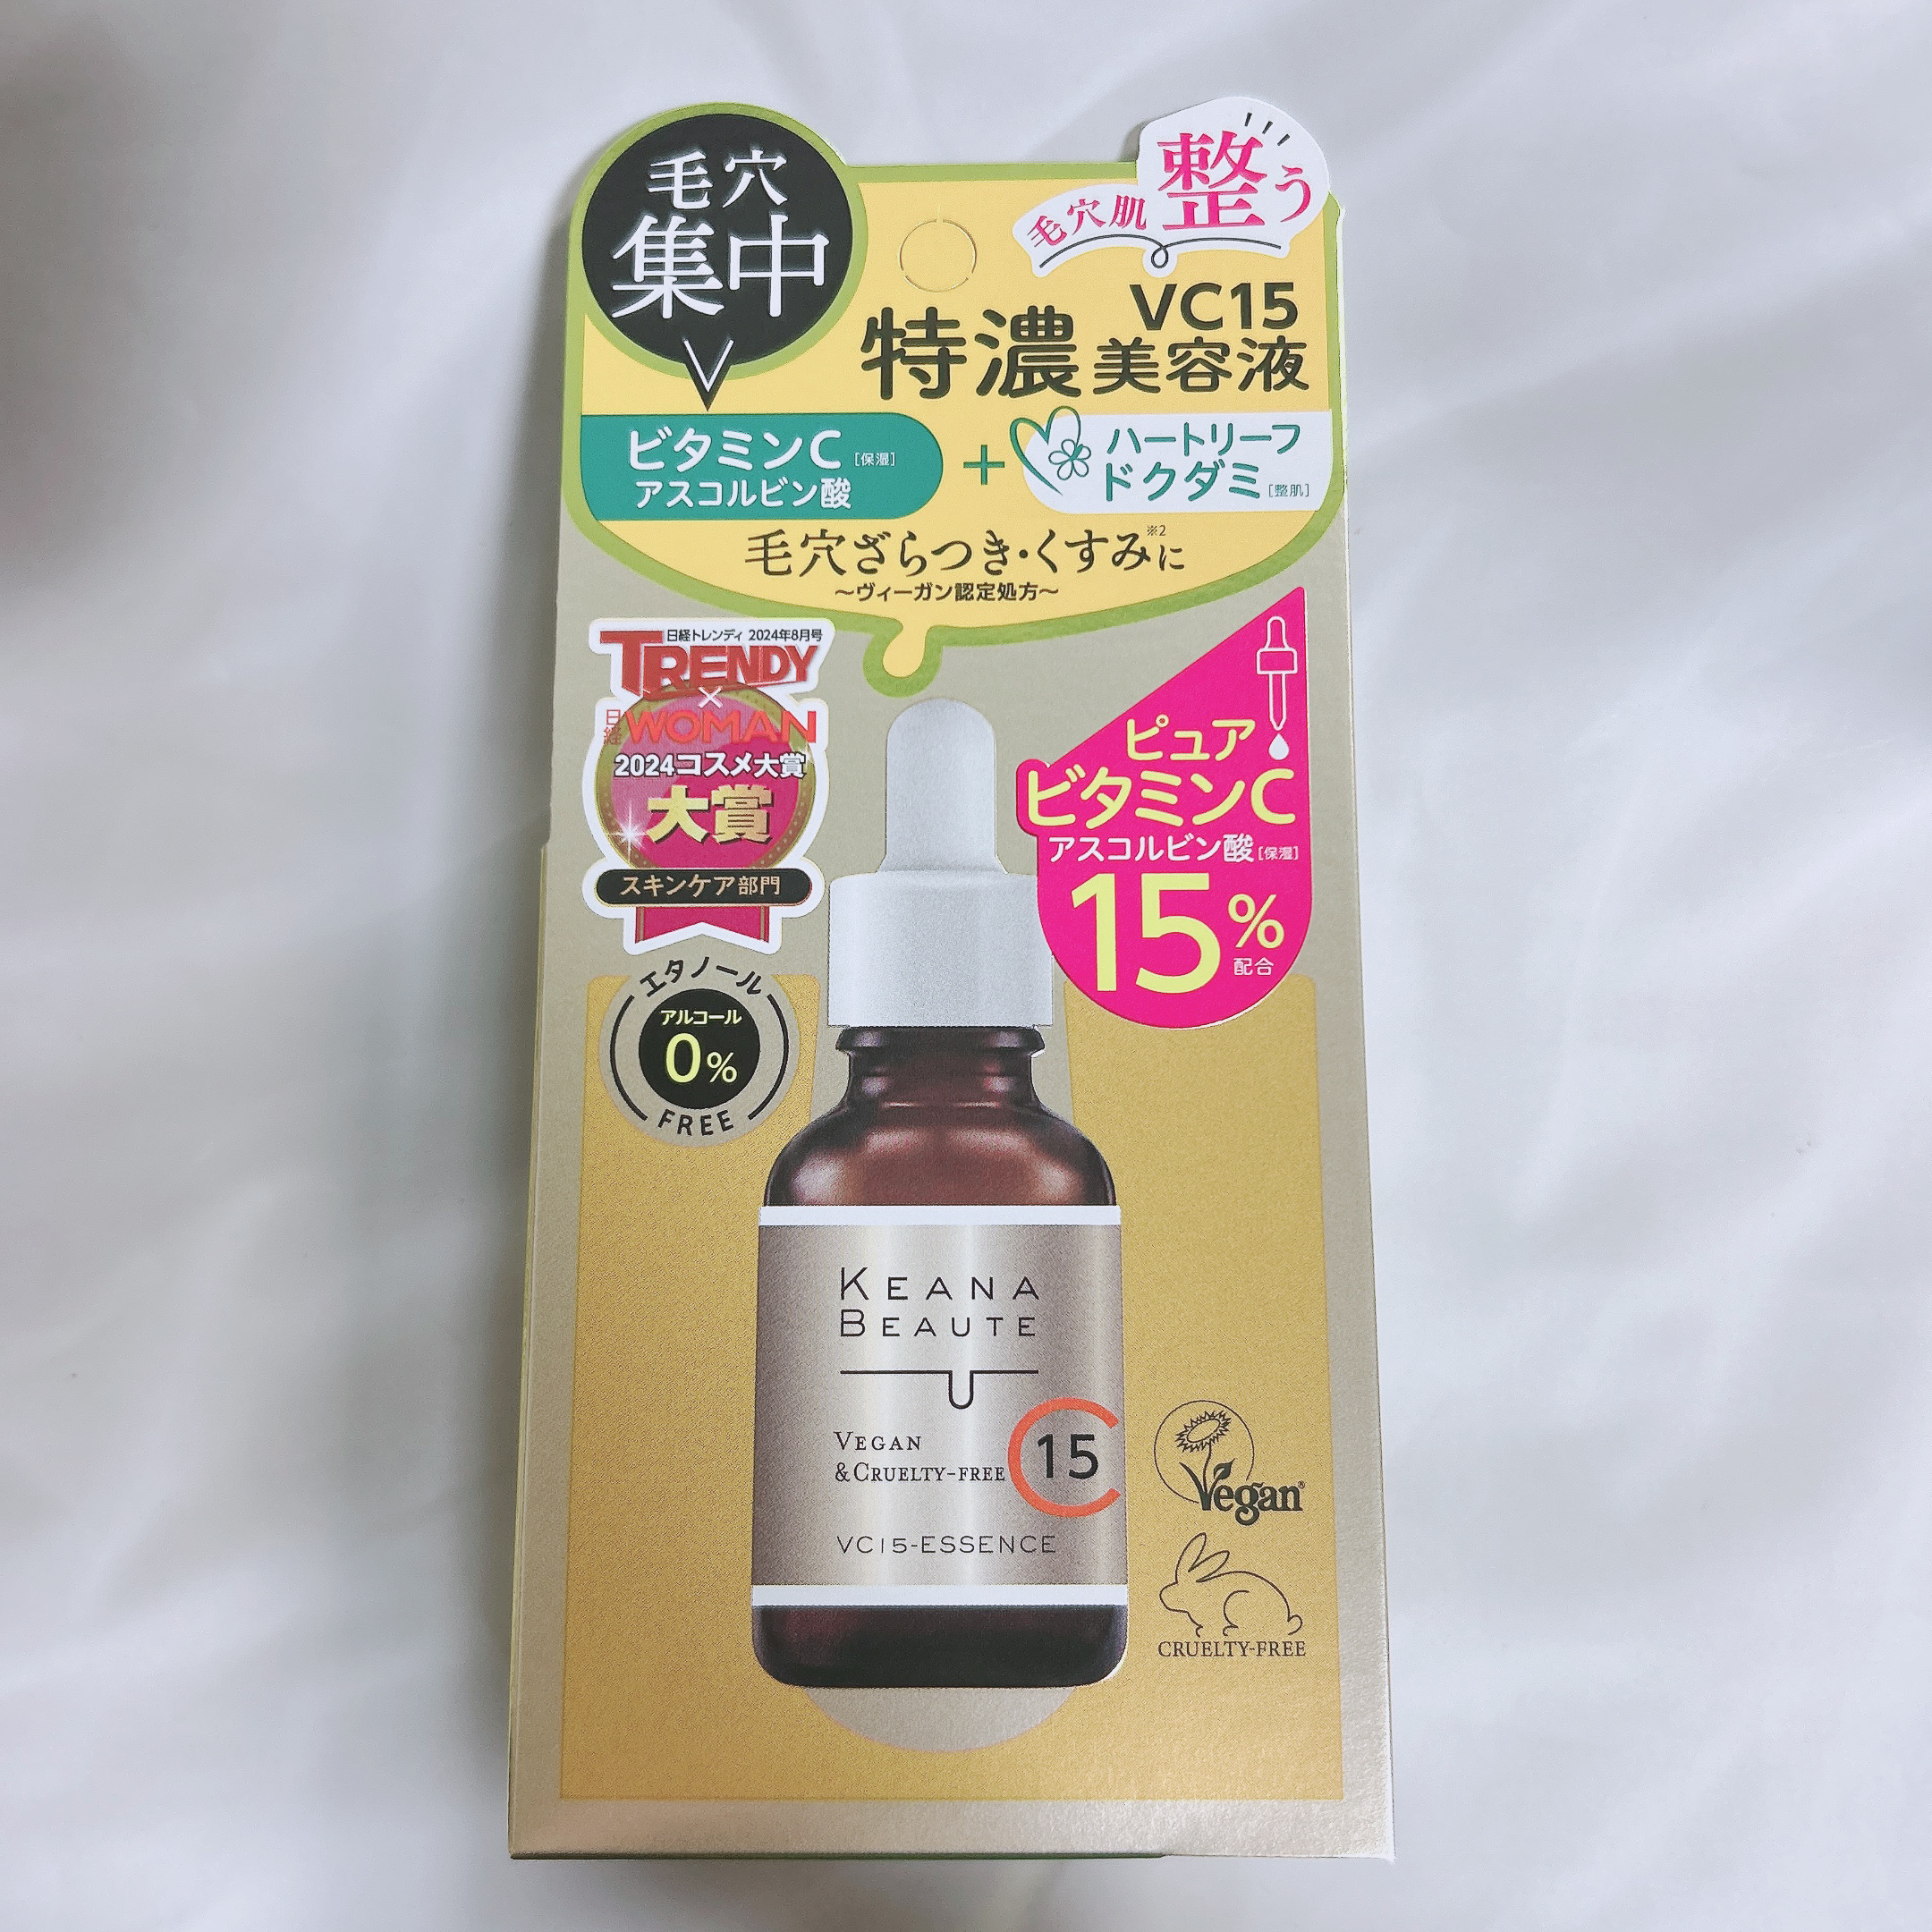 毛穴
集中
毛穴肌 整う
VC15
特濃美容液
ビタミンC [保湿]
アスコルビン酸
+
ハートリーフ
ドクダミ [整肌]
毛穴ざらつき・くすみ※2に
〜ヴィーガン認定処方〜
日経トレンディ 2024年8月号
TRENDY
×
日経WOMAN
2024コスメ大賞
大賞
スキンケア部門
エタノール
アルコール
0%
FREE
ピュア
ビタミンC
アスコルビン酸 [保湿]
15%
配合
KEANA
BEAUTE
VEGAN
&CRUELTY-FREE
C15
VC15-ESSENCE
Vegan®
CRUELTY-FREE